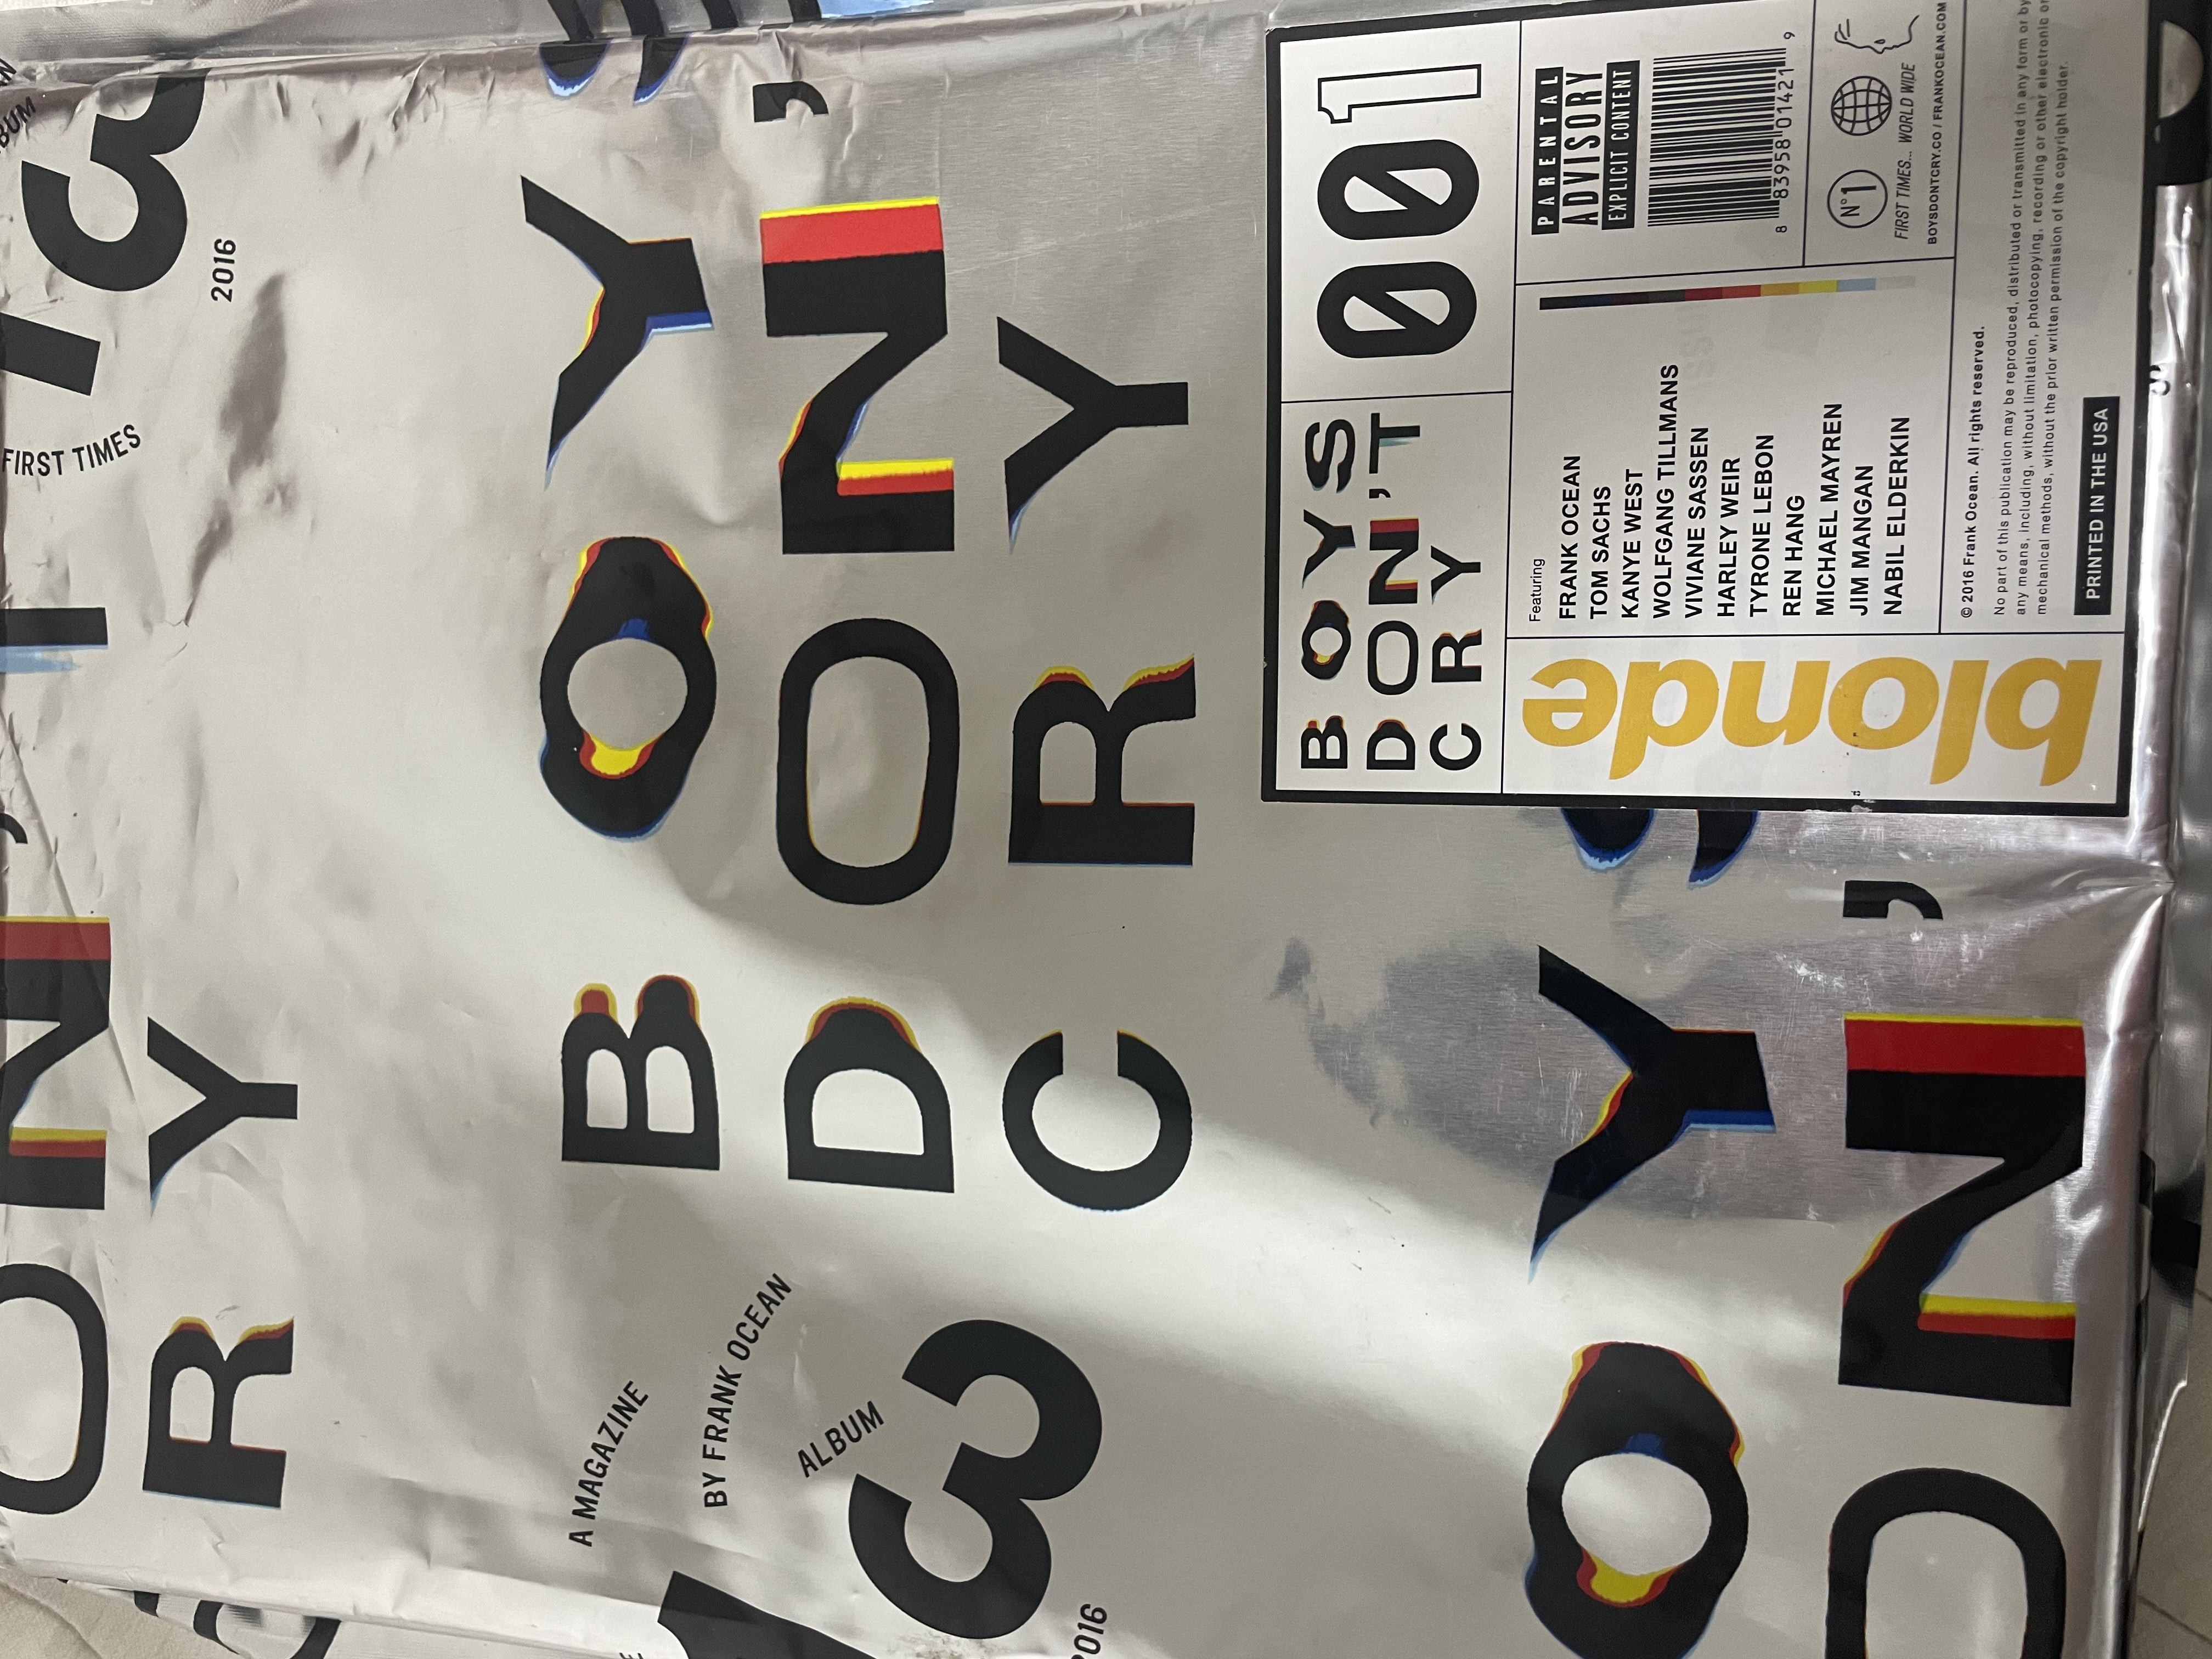 BOYS
DON'T
CRY
001
Featuring
FRANK OCEAN
TOM SACHS
KANYE WEST
WOLFGANG TILLMANS
VIVIANE SASSEN
HARLEY WEIR
TYRONE LEBON
REN HANG
MICHAEL MAYREN
JIM MANGAN
NABIL ELDERKIN
PARENTAL
ADVISORY
EXPLICIT CONTENT
8 83958 01421 9
N°1
FIRST TIMES... WORLD WIDE
BOYSDONTCRY.CO / FRANKOCEAN.COM
blonde
© 2016 Frank Ocean. All rights reserved.
No part of this publication may be reproduced, distributed or transmitted in any form or by
any means, including, without limitation, photocopying, recording or other electronic or
mechanical methods, without the prior written permission of the copyright holder.
PRINTED IN THE USA
A MAGAZINE
BY FRANK OCEAN
ALBUM
3
2016
B O Y
D O N '
C R Y
FIRST TIMES
2016
ALBUM
O N '
R Y
O Y
O N '